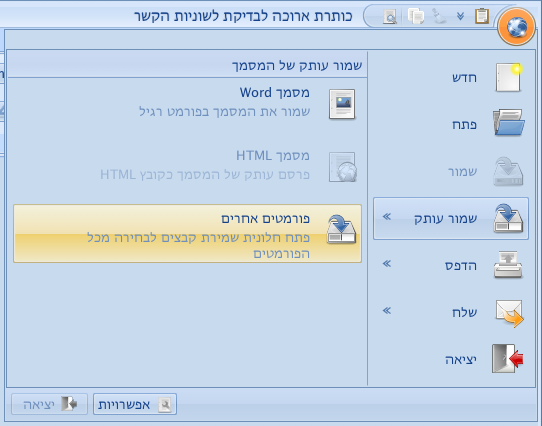 כותרת ארוכה לבדיקת לשוניות הקשר
חדש
פתח
שמור
שמור עותק
הדפס
שלח
יציאה
שמור עותק של המסמך
מסמך Word
שמור את המסמך בפורמט רגיל
מסמך HTML
פרסם עותק של המסמך כקובץ HTML
פורמטים אחרים
פתח חלונית שמירת קבצים לבחירה מכל
הפורמטים
אפשרויות
יציאה